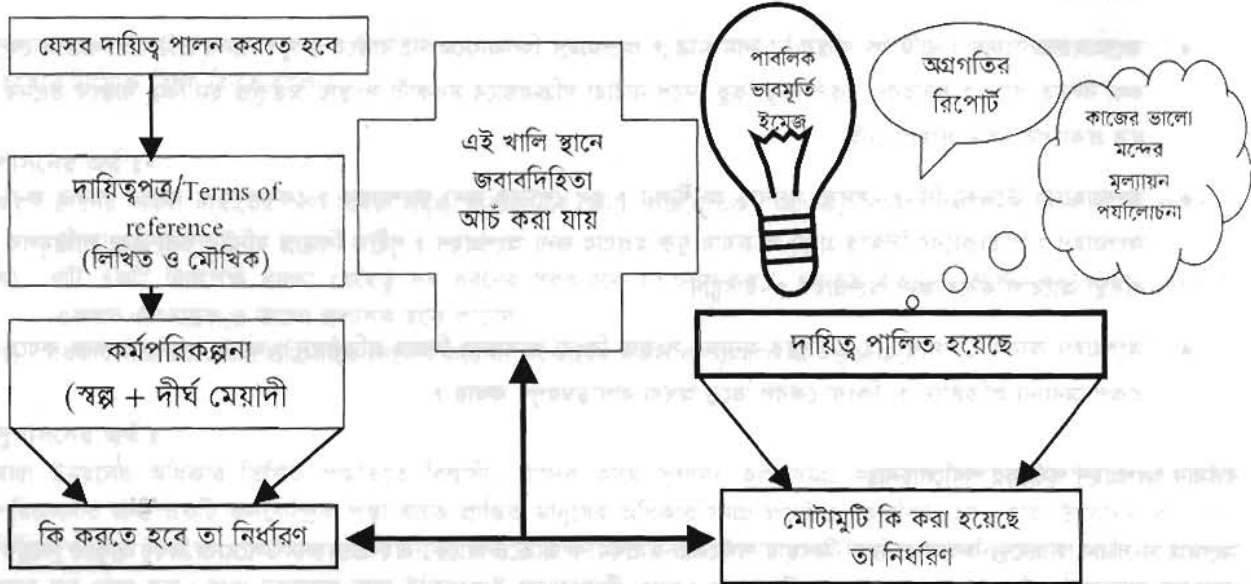 যেসব দায়িত্ব পালন করতে হবে
দায়িত্বপত্র/Terms of
reference
(লিখিত ও মৌখিক)
কর্মপরিকল্পনা
(স্বল্প + দীর্ঘ মেয়াদী
কি করতে হবে তা নির্ধারণ
এই খালি স্থানে
জবাবদিহিতা
আর্চ করা যায়
পাবলিক
ভাবমূর্তি
ইমেজ
অগ্রগতির
রিপোর্ট
কাজের ভালো
মন্দের
মূল্যায়ন
পর্যালোচনা
দায়িত্ব পালিত হয়েছে
মোটামুটি কি করা হয়েছে
তা নির্ধারণ